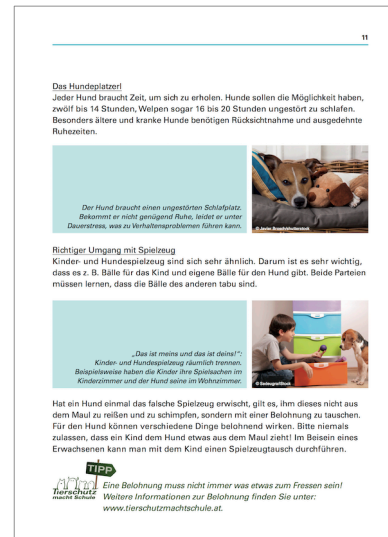 11
Das Hundeplatzerl
Jeder Hund braucht Zeit, um sich zu erholen. Hunde sollen die Möglichkeit haben,
zwölf bis 14 Stunden, Welpen sogar 16 bis 20 Stunden ungestört zu schlafen.
Besonders ältere und kranke Hunde benötigen Rücksichtnahme und ausgedehnte
Ruhezeiten.
Der Hund braucht einen ungestörten Schlafplatz.
Bekommt er nicht genügend Ruhe, leidet er unter
Dauerstress, was zu Verhaltensproblemen führen kann.
© Javier Brosch/shutterstock
Richtiger Umgang mit Spielzeug
Kinder- und Hundespielzeug sind sich sehr ähnlich. Darum ist es sehr wichtig,
dass es z. B. Bälle für das Kind und eigene Bälle für den Hund gibt. Beide Parteien
müssen lernen, dass die Bälle des anderen tabu sind.
„Das ist meins und das ist deins!“:
Kinder- und Hundespielzeug räumlich trennen.
Beispielsweise haben die Kinder ihre Spielsachen im
Kinderzimmer und der Hund seine im Wohnzimmer.
Hat ein Hund einmal das falsche Spielzeug erwischt, gilt es, ihm dieses nicht aus
dem Maul zu reißen und zu schimpfen, sondern mit einer Belohnung zu tauschen.
Für den Hund können verschiedene Dinge belohnend wirken. Bitte niemals
zulassen, dass ein Kind dem Hund etwas aus dem Maul zieht! Im Beisein eines
Erwachsenen kann man mit dem Kind einen Spielzeugtausch durchführen.
TIPP
Tierschutz
macht Schule
Eine Belohnung muss nicht immer was etwas zum Fressen sein!
Weitere Informationen zur Belohnung finden Sie unter:
www.tierschutzmachtschule.at.